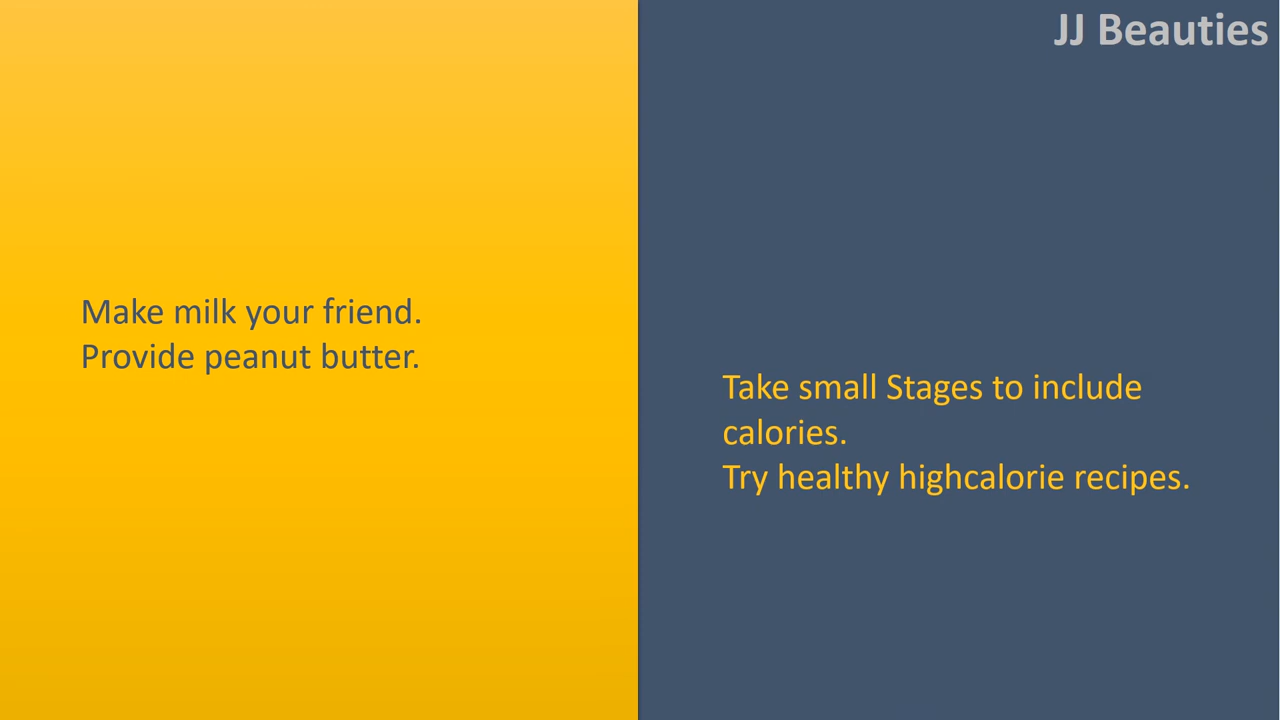 JJ Beauties
Make milk your friend.
Provide peanut butter.
Take small Stages to include
calories.
Try healthy highcalorie recipes.